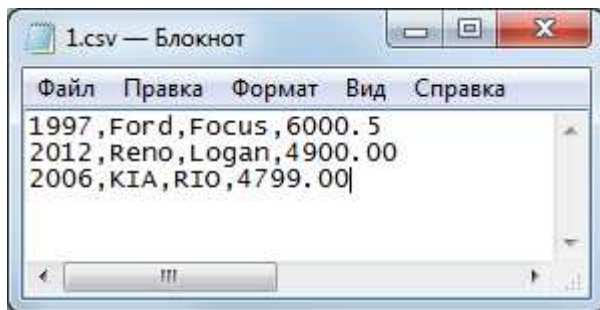 1.csv — Блокнот
Файл Правка Формат Вид Справка
1997,Ford,Focus,6000.5
2012,Reno,Logan,4900.00
2006,KIA,RIO,4799.00